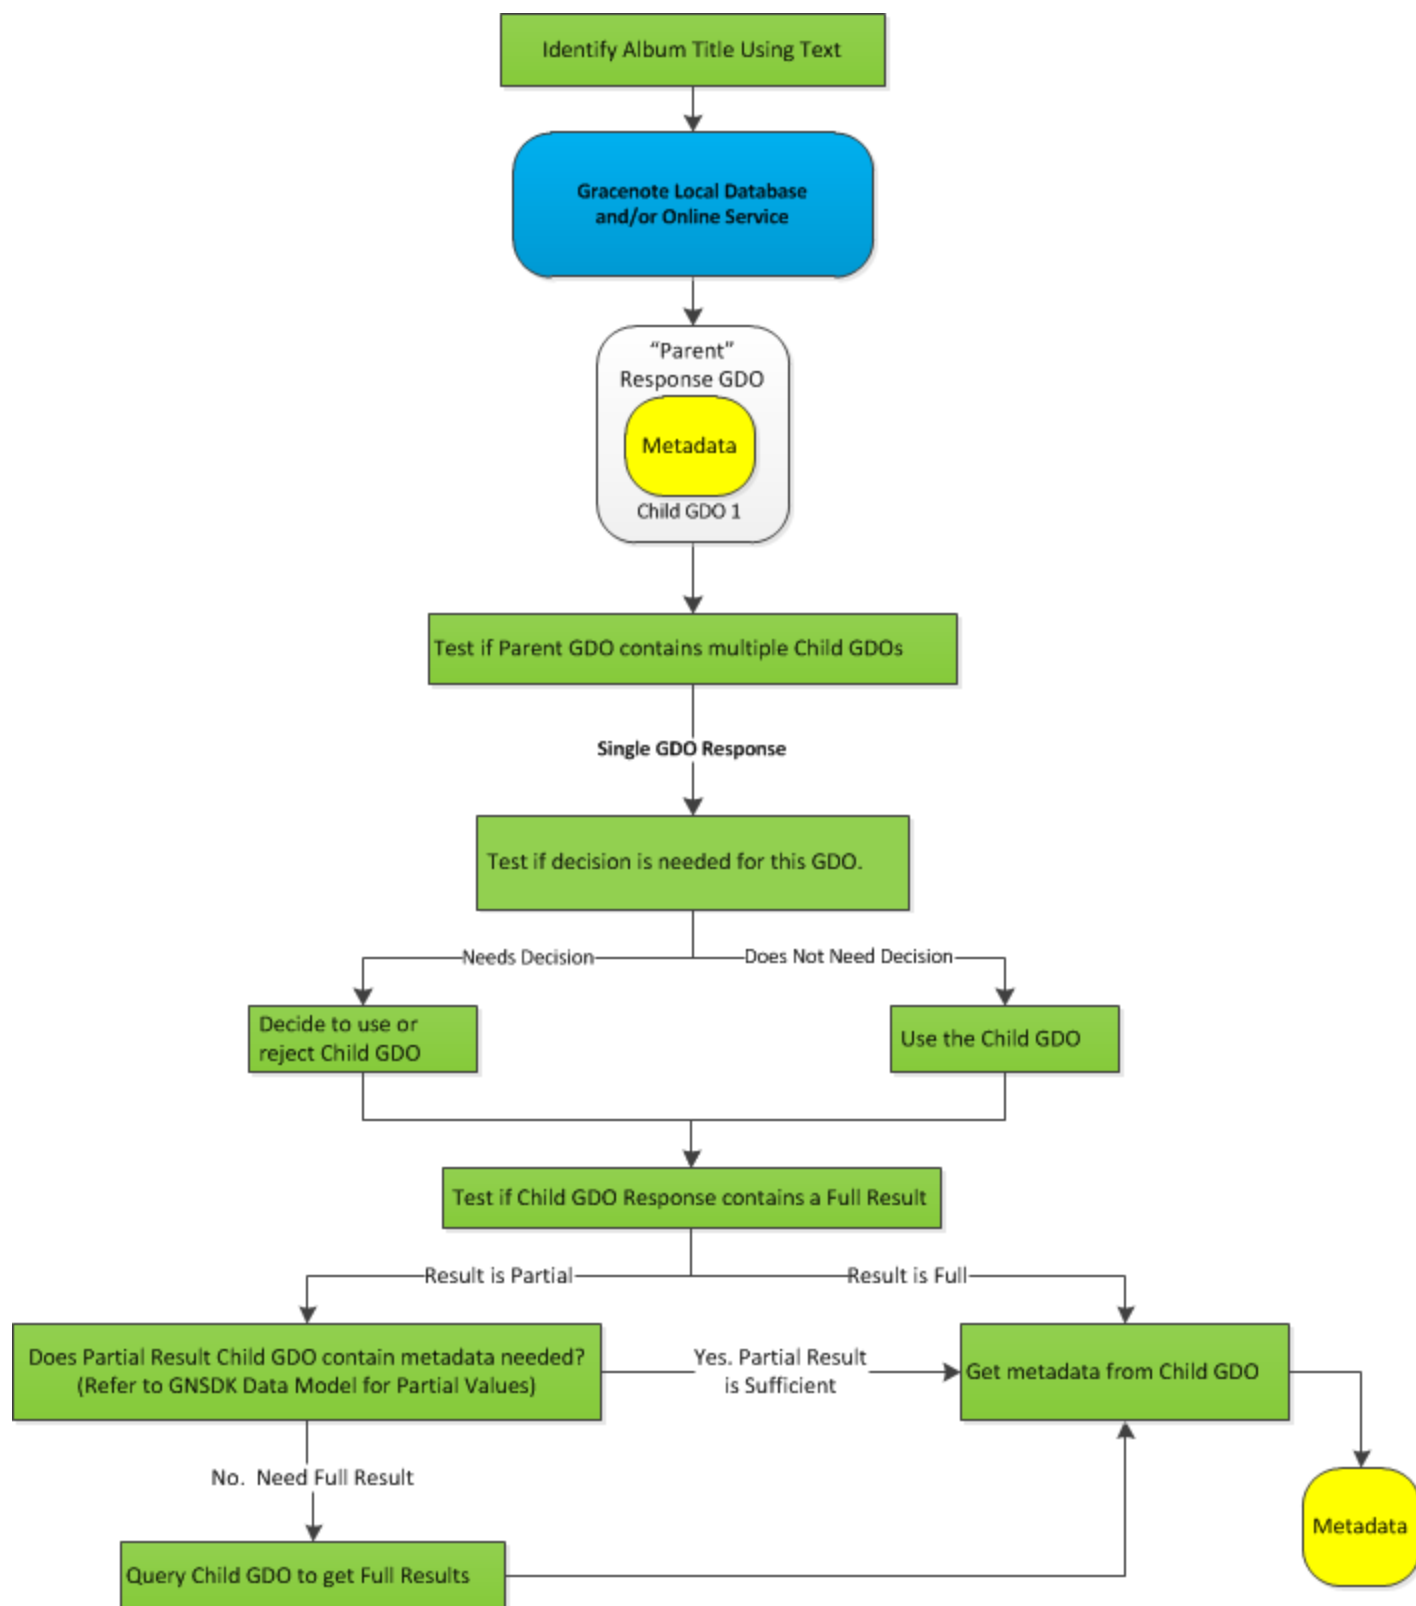 Identify Album Title Using Text
Gracenote Local Database
and/or Online Service
“Parent”
Response GDO
Metadata
Child GDO 1
Test if Parent GDO contains multiple Child GDOs
Single GDO Response
Test if decision is needed for this GDO.
Needs Decision
Does Not Need Decision
Decide to use or
reject Child GDO
Use the Child GDO
Test if Child GDO Response contains a Full Result
Result is Partial
Result is Full
Does Partial Result Child GDO contain metadata needed?
(Refer to GNSDK Data Model for Partial Values)
Yes. Partial Result
is Sufficient
Get metadata from Child GDO
No.  Need Full Result
Metadata
Query Child GDO to get Full Results